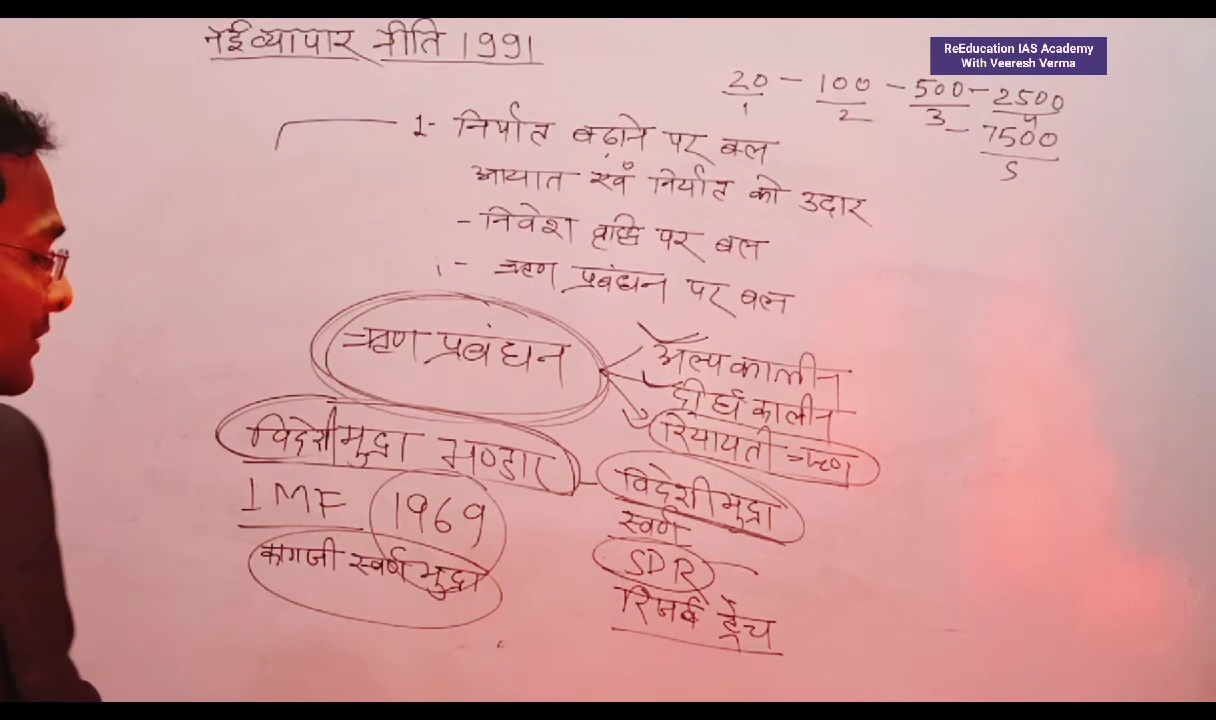 नई व्यापार नीति 1991
ReEducation IAS Academy
With Veeresh Verma
20 - 100 - 500 - 2500
1 2 3 4
- 7500
5
1- निर्यात बढ़ाने पर बल
आयात एवं निर्यात को उदार
- निवेश वृद्धि पर बल
- ऋण प्रबंधन पर बल
ऋण प्रबंधन
अल्पकालीन
दीर्घकालीन
रियायती ऋण
विदेशी मुद्रा भण्डार -
विदेशी मुद्रा
स्वर्ण
SDR
रिजर्व ट्रेंच
IMF 1969
कागजी स्वर्ण मुद्रा